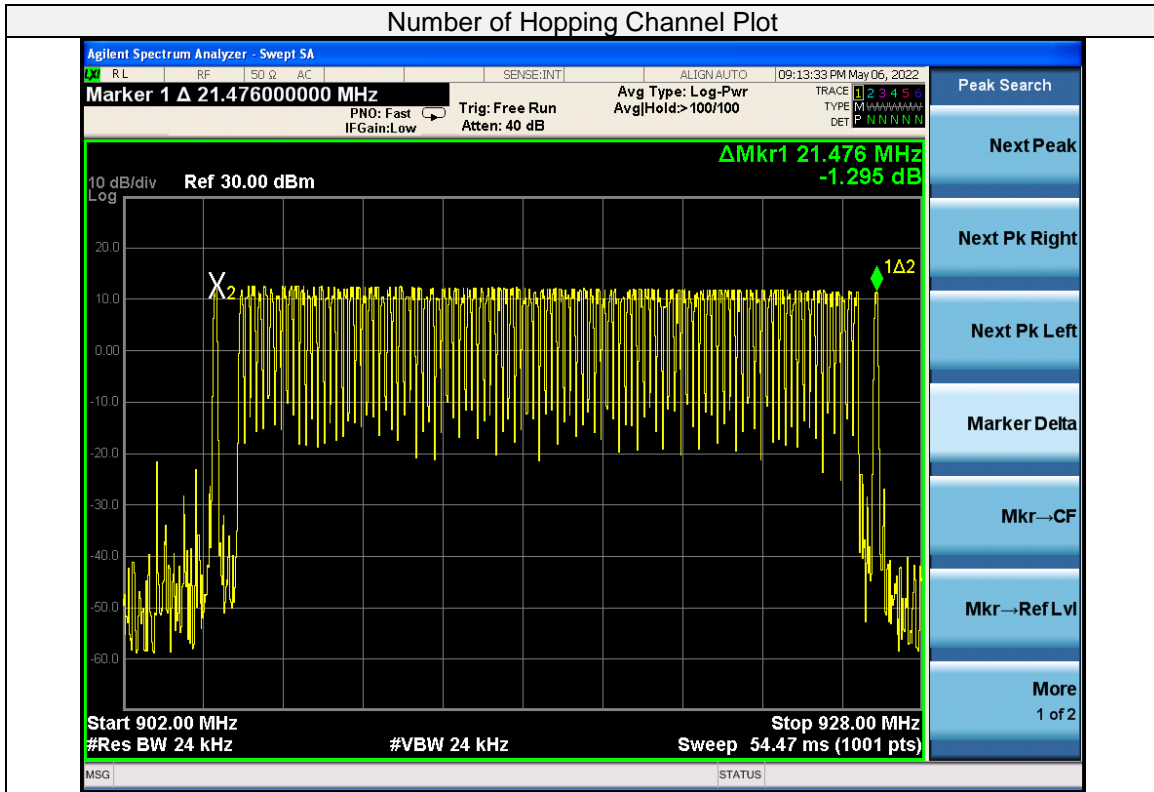 Number of Hopping Channel Plot
Agilent Spectrum Analyzer - Swept SA
LXI RL RF 50 Ω AC SENSE:INT ALIGN AUTO 09:13:33 PM May 06, 2022
Marker 1 Δ 21.476000000 MHz
PNO: Fast
IFGain:Low
Trig: Free Run
Atten: 40 dB
Avg Type: Log-Pwr
Avg|Hold:>100/100
TRACE 1 2 3 4 5 6
TYPE M WWWWW
DET P N N N N N
ΔMkr1 21.476 MHz
-1.295 dB
10 dB/div Ref 30.00 dBm
Log
20.0
10.0
0.00
-10.0
-20.0
-30.0
-40.0
-50.0
-60.0
X2
1Δ2
Start 902.00 MHz Stop 928.00 MHz
#Res BW 24 kHz #VBW 24 kHz Sweep 54.47 ms (1001 pts)
MSG STATUS
Peak Search
Next Peak
Next Pk Right
Next Pk Left
Marker Delta
Mkr→CF
Mkr→Ref Lvl
More
1 of 2